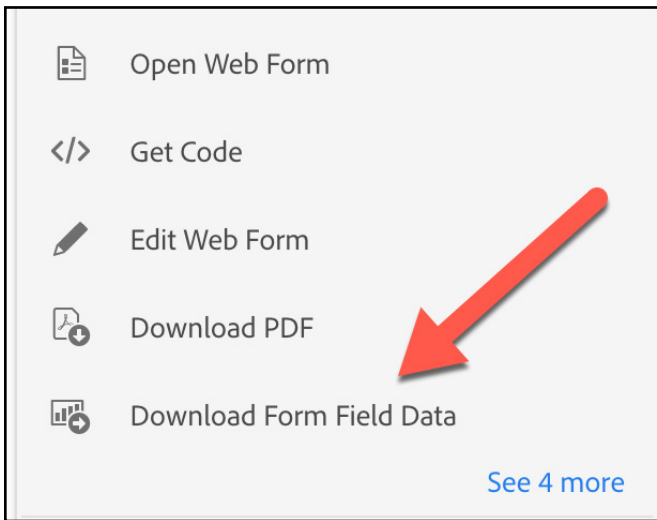 Open Web Form
Get Code
Edit Web Form
Download PDF
Download Form Field Data
See 4 more